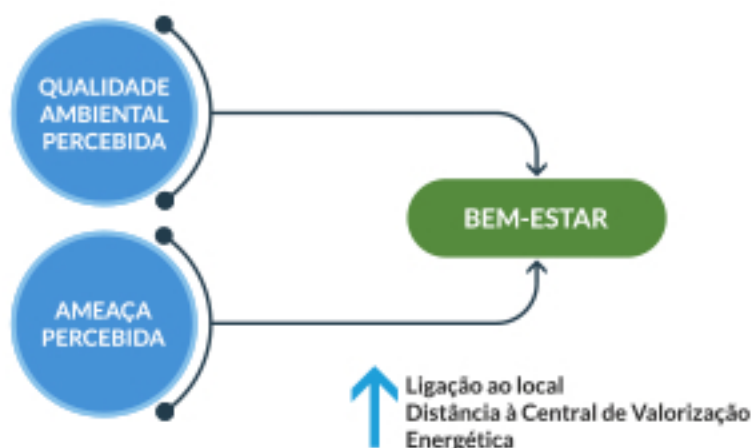 QUALIDADE
AMBIENTAL
PERCEBIDA
BEM-ESTAR
AMEAÇA
PERCEBIDA
Ligação ao local
Distância à Central de Valorização
Energética